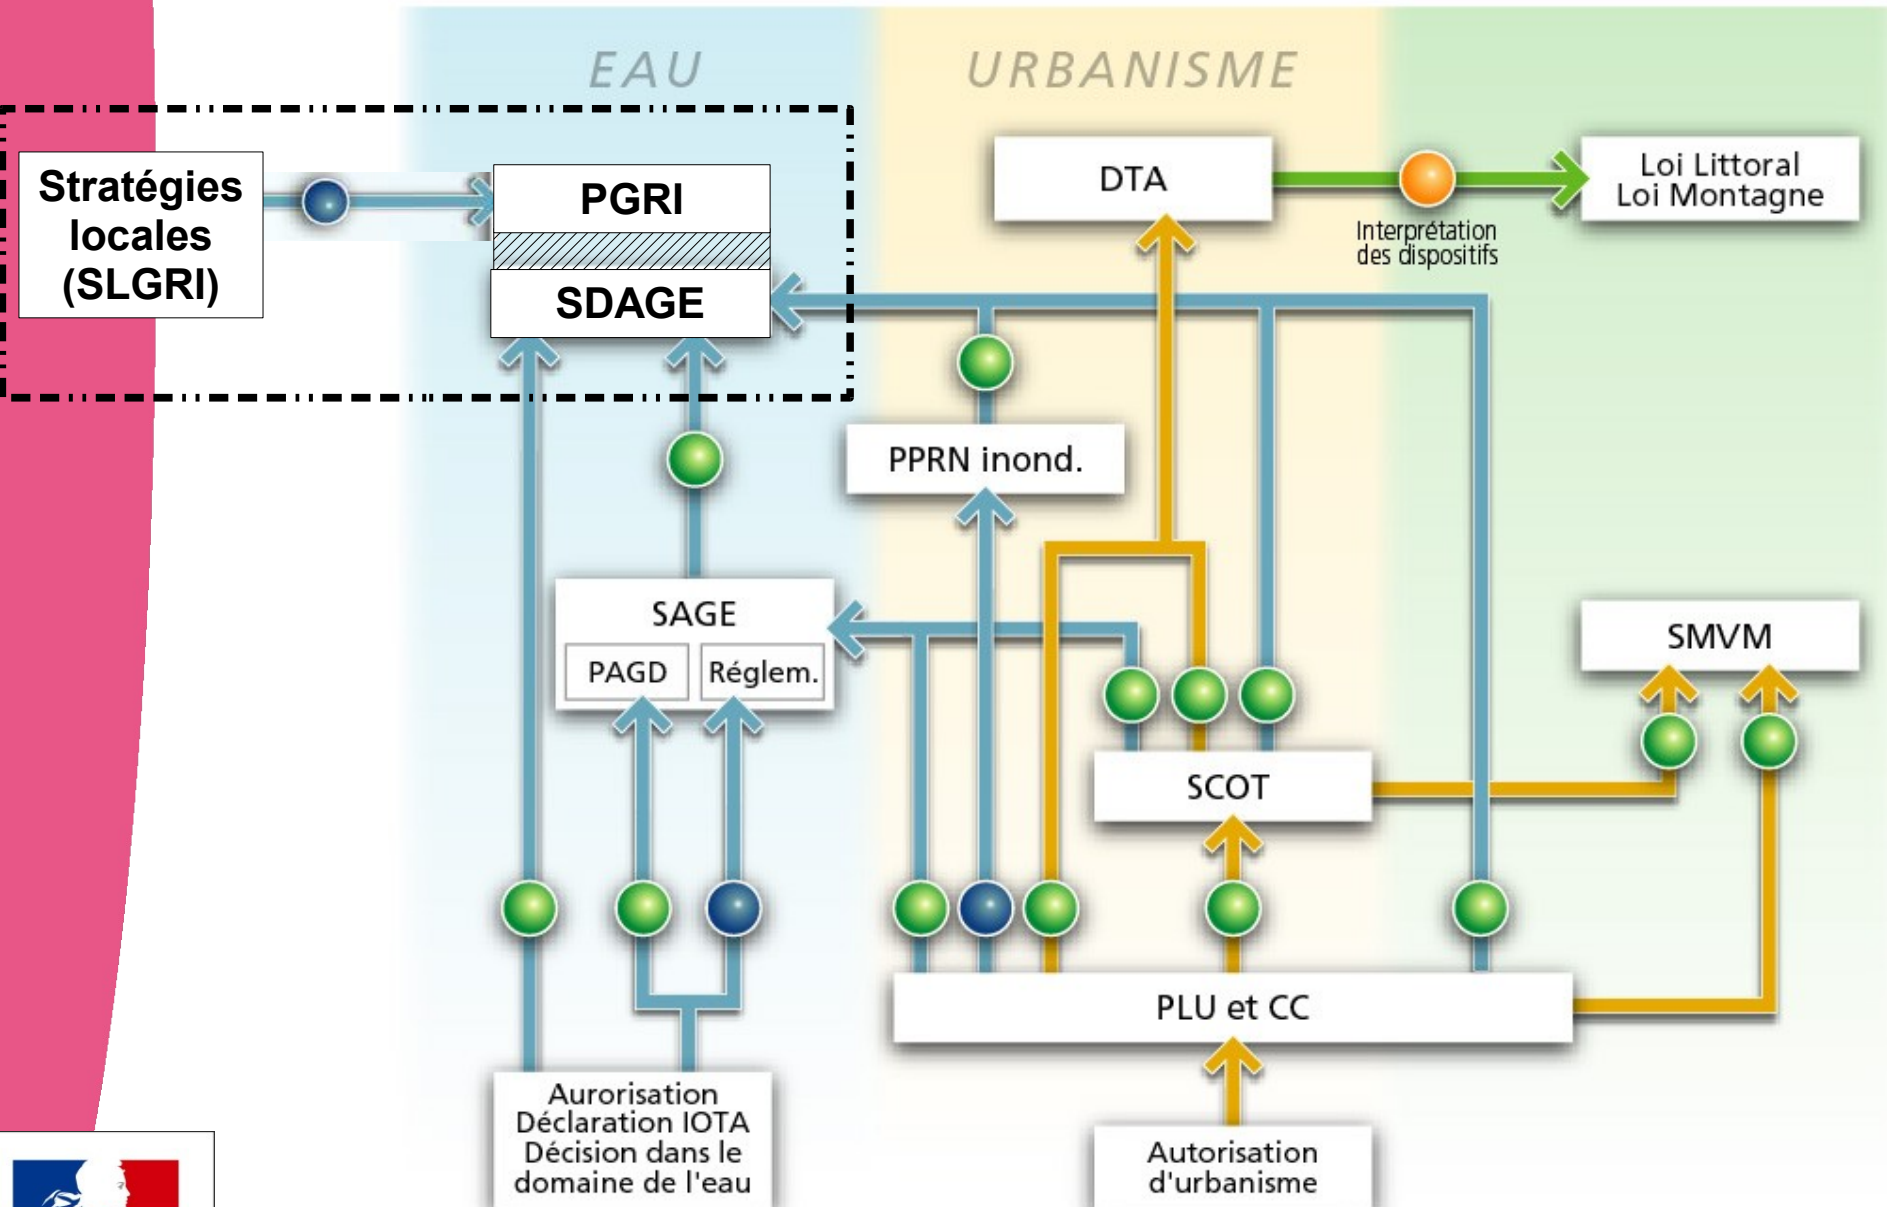 EAU
URBANISME
Stratégies
locales
(SLGRI)
PGRI
SDAGE
DTA
Loi Littoral
Loi Montagne
Interprétation
des dispositifs
PPRN inond.
SAGE
PAGD
Réglem.
SMVM
SCOT
PLU et CC
Aurorisation
Déclaration IOTA
Décision dans le
domaine de l'eau
Autorisation
d'urbanisme